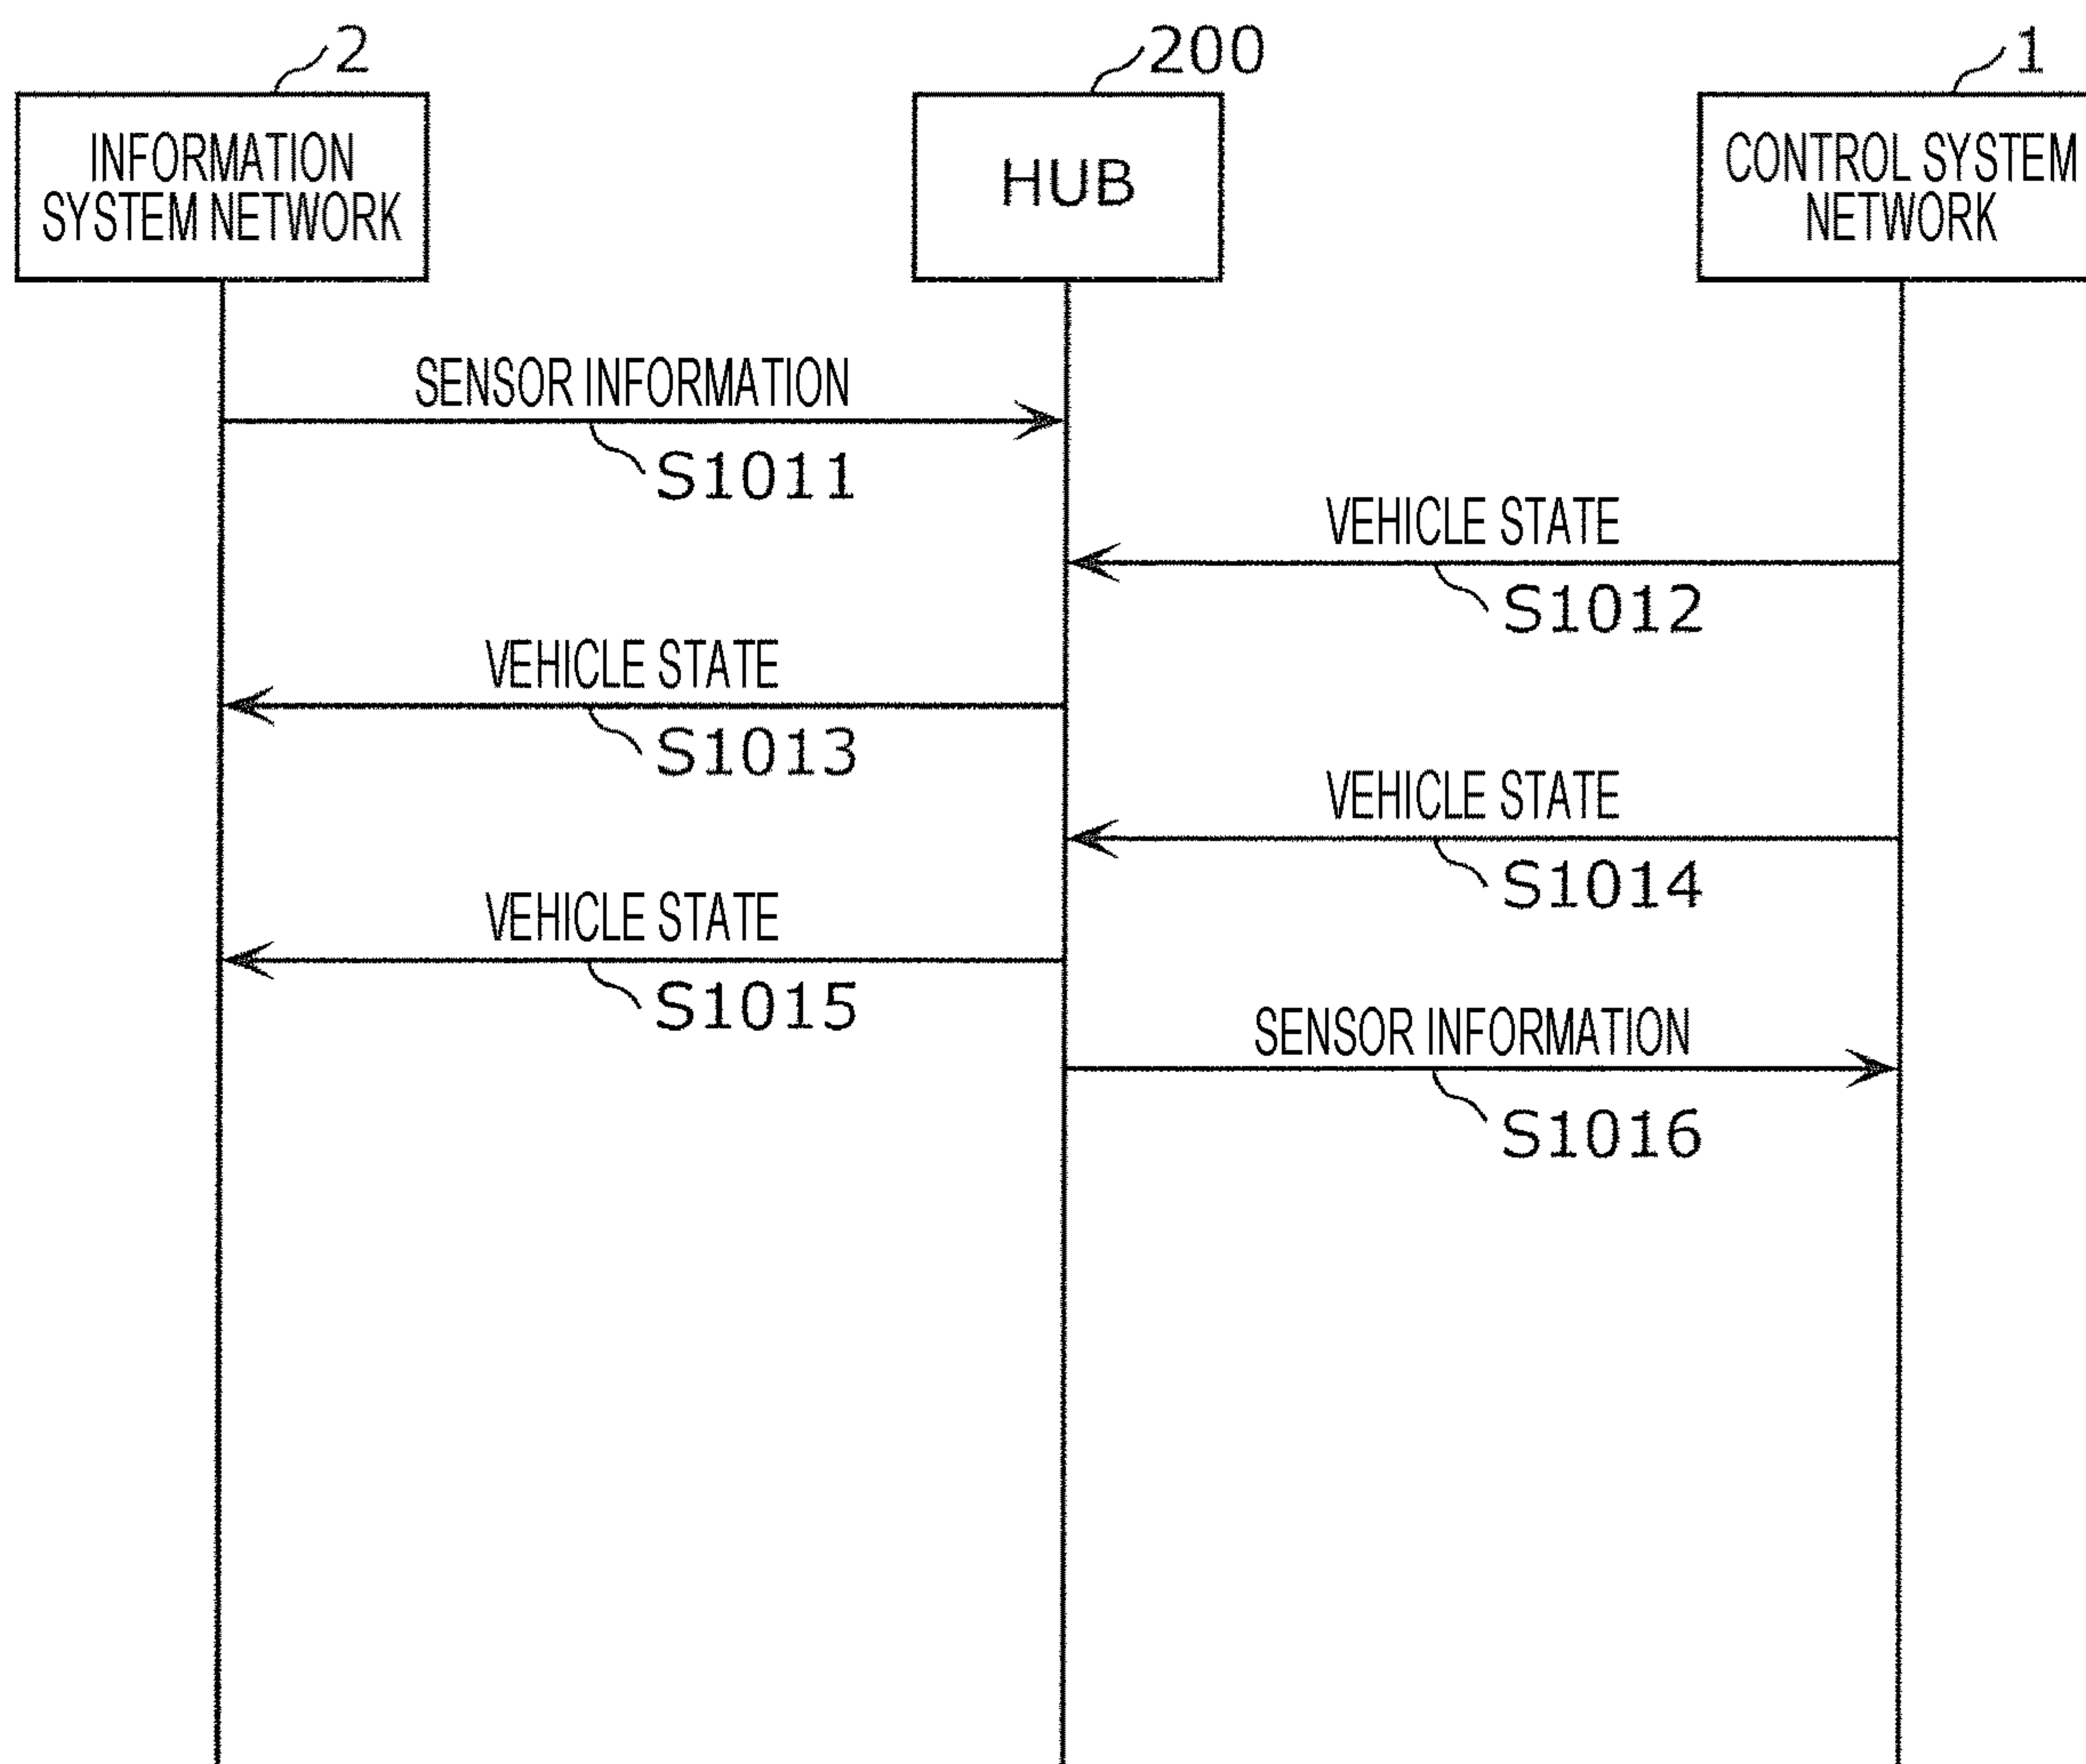 2
200
1
INFORMATION
SYSTEM NETWORK
HUB
CONTROL SYSTEM
NETWORK
SENSOR INFORMATION
S1011
VEHICLE STATE
S1012
VEHICLE STATE
S1013
VEHICLE STATE
S1014
VEHICLE STATE
S1015
SENSOR INFORMATION
S1016